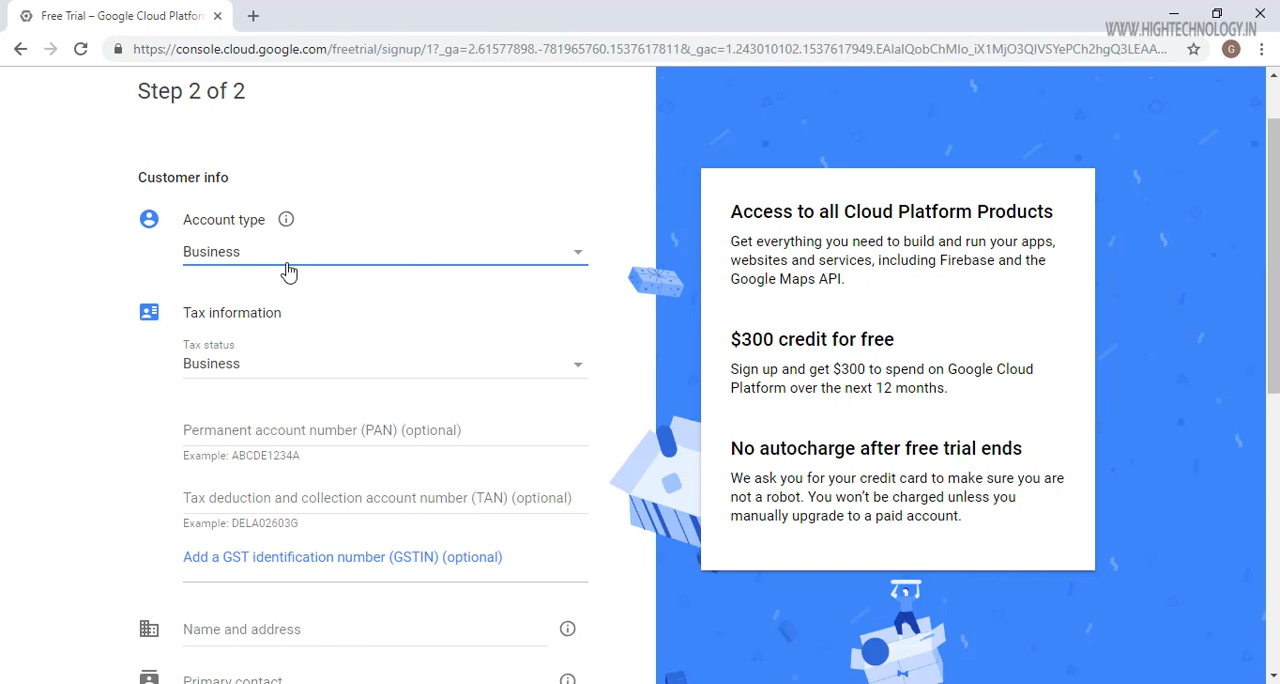 Free Trial – Google Cloud Platfor
WWW.HIGHTECHNOLOGY.IN
https://console.cloud.google.com/freetrial/signup/1?_ga=2.61577898.-781965760.1537617811&_gac=1.243010102.1537617949.EAIaIQobChMIo_iX1MjO3QIVSYePCh2hgQ3LEAA...
G
Step 2 of 2
Customer info
Account type
Business
Tax information
Tax status
Business
Permanent account number (PAN) (optional)
Example: ABCDE1234A
Tax deduction and collection account number (TAN) (optional)
Example: DELA02603G
Add a GST identification number (GSTIN) (optional)
Name and address
Primary contact
Access to all Cloud Platform Products
Get everything you need to build and run your apps,
websites and services, including Firebase and the
Google Maps API.
$300 credit for free
Sign up and get $300 to spend on Google Cloud
Platform over the next 12 months.
No autocharge after free trial ends
We ask you for your credit card to make sure you are
not a robot. You won't be charged unless you
manually upgrade to a paid account.